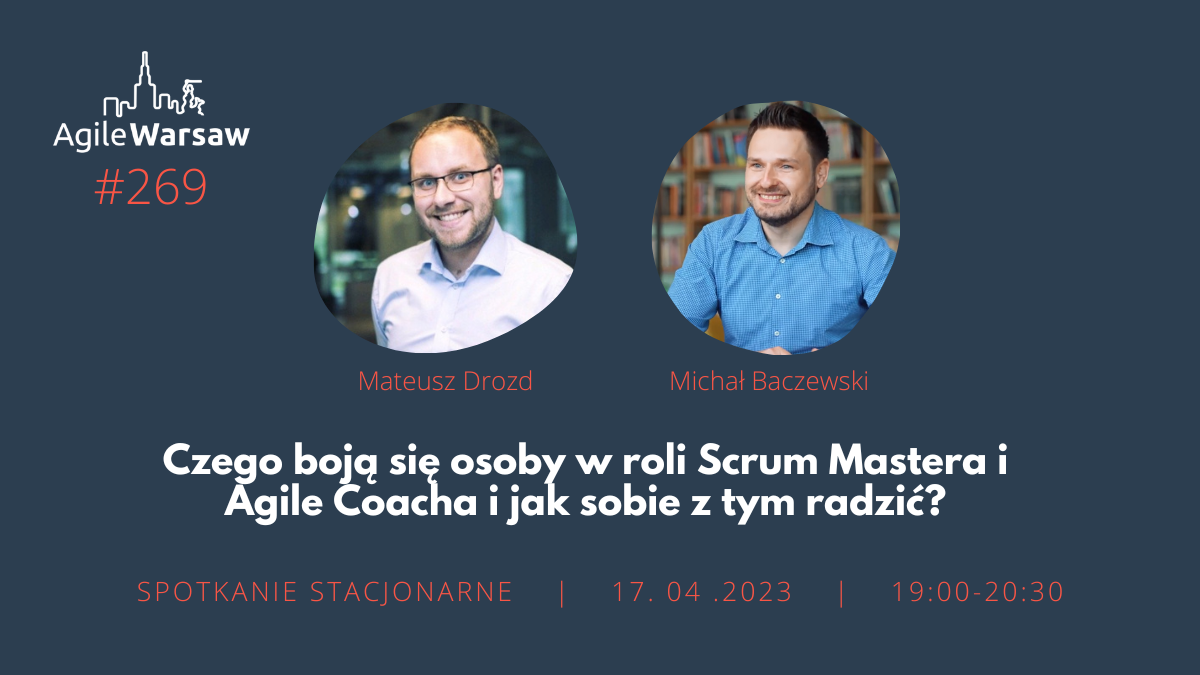 AgileWarsaw
#269
Mateusz Drozd
Michał Baczewski
Czego boją się osoby w roli Scrum Mastera i
Agile Coacha i jak sobie z tym radzić?
SPOTKANIE STACJONARNE | 17. 04 .2023 | 19:00-20:30